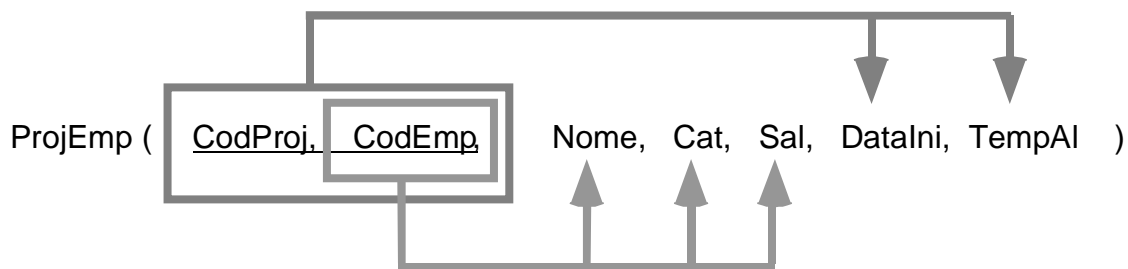 ProjEmp ( CodProj, CodEmp, Nome, Cat, Sal, DataIni, TempAl )